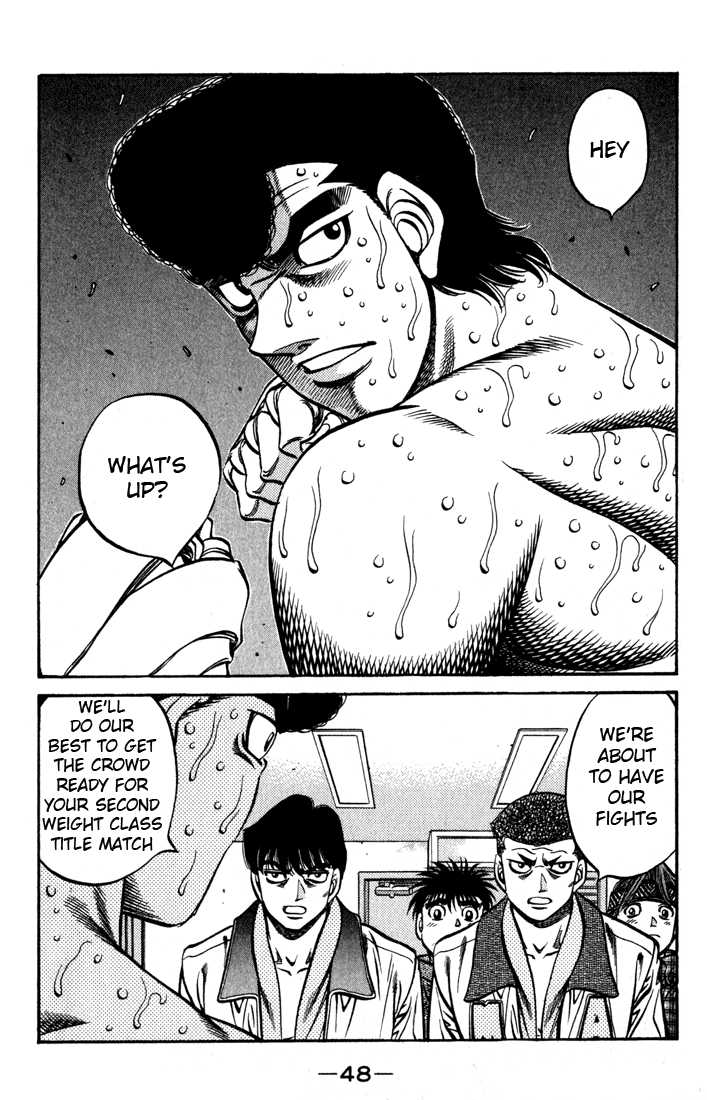 HEY
WHAT'S
UP?
WE'RE
ABOUT
TO HAVE
OUR
FIGHTS
WE'LL
DO OUR
BEST TO GET
THE CROWD
READY FOR
YOUR SECOND
WEIGHT CLASS
TITLE MATCH
—48—